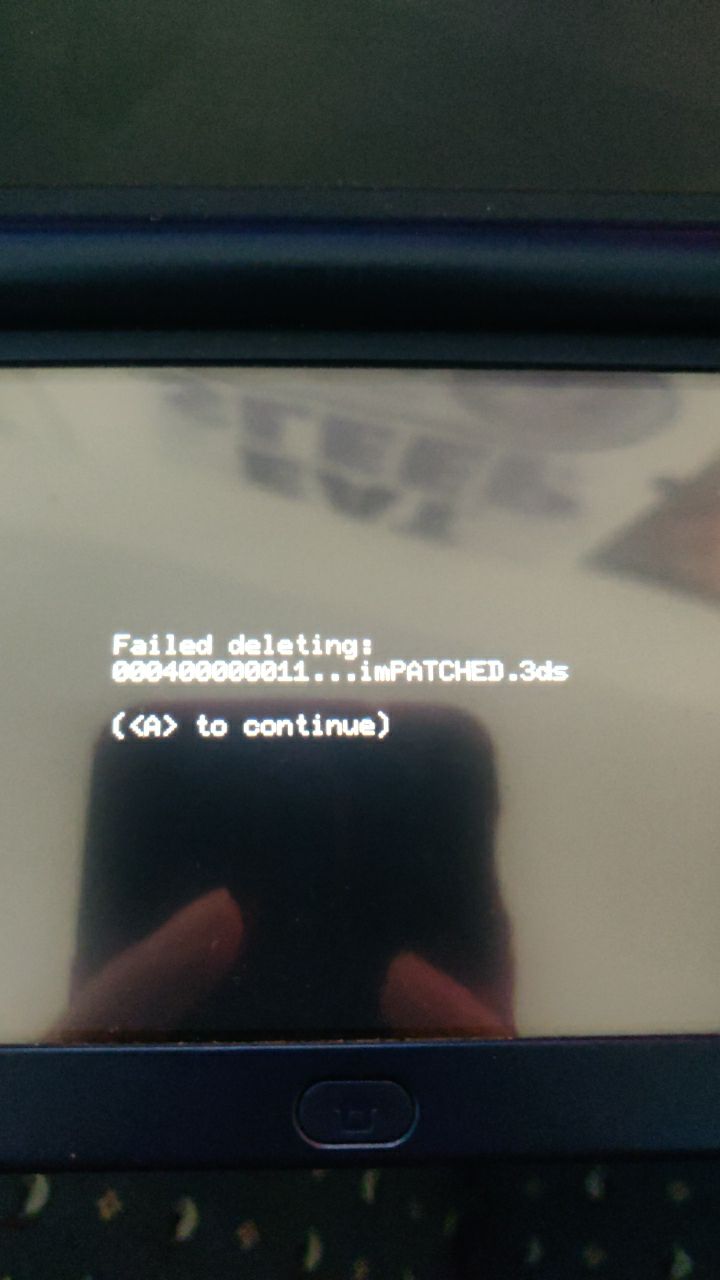 Failed deleting:
000400000011...imPATCHED.3ds
(<A> to continue)